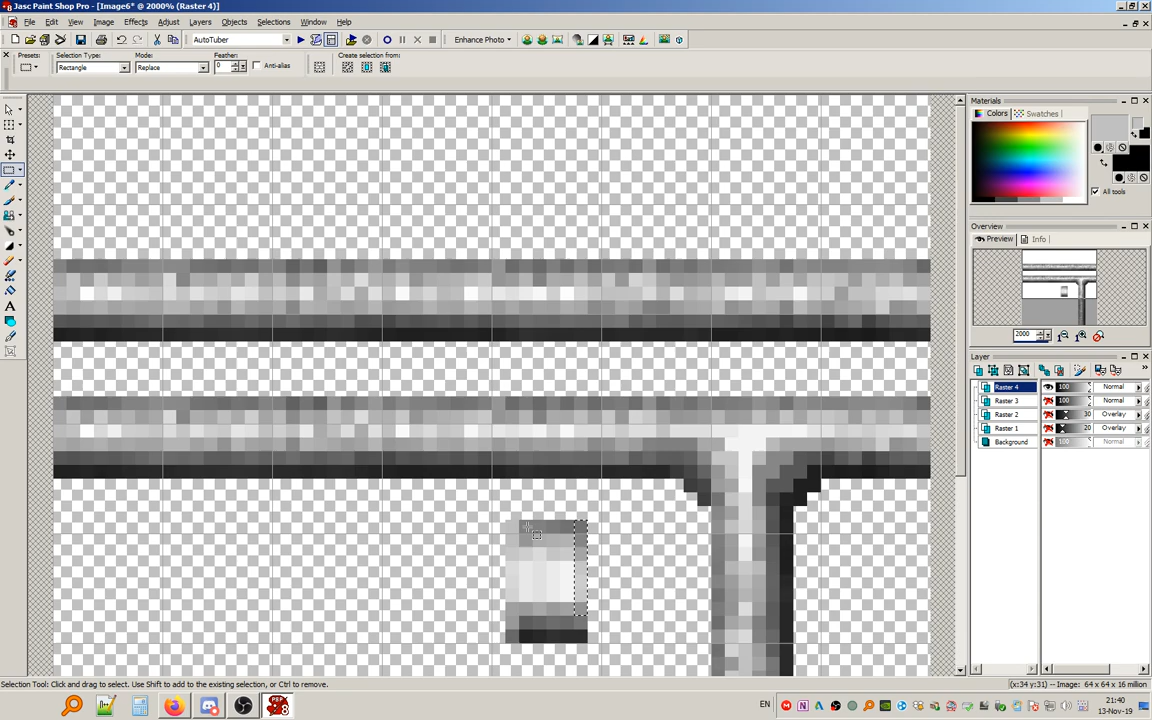 Jasc Paint Shop Pro - [Image6* @ 2000% (Raster 4)]
File Edit View Image Effects Adjust Layers Objects Selections Window Help
AutoTuber Enhance Photo
Presets: Selection Type: Mode: Feather: Create selection from:
Rectangle Replace 0 Anti-alias
Materials
Colors Swatches
All tools
Overview
Preview Info
2000
Layer
Raster 4 100 Normal
Raster 3 100 Normal
Raster 2 30 Overlay
Raster 1 20 Overlay
Background 100 Normal
Selection Tool: Click and drag to select. Use Shift to add to the existing selection, or Ctrl to remove.
(x:34 y:31) -- Image: 64 x 64 x 16 million
EN
21:40
13-Nov-19